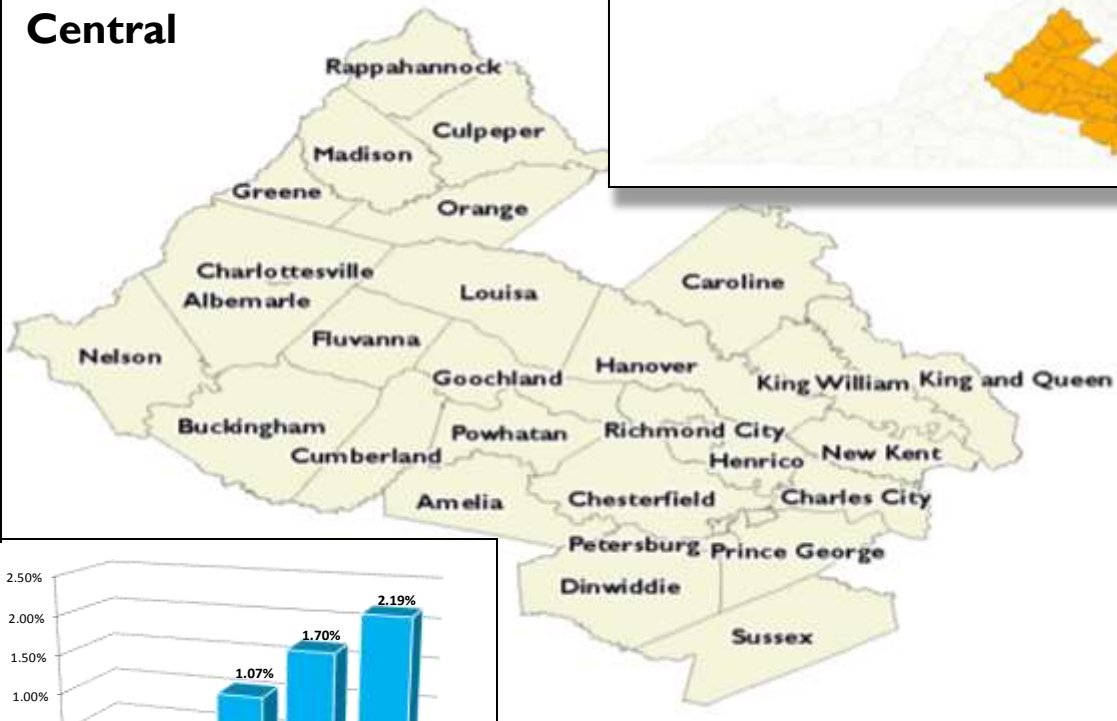 Central
Rappahannock
Culpeper
Madison
Greene
Orange
Charlottesville
Albemarle
Louisa
Caroline
Fluvanna
Nelson
Hanover
Goochland
King William
King and Queen
Buckingham
Powhatan
Richmond City
Cumberland
Henrico
New Kent
Amelia
Chesterfield
Charles City
Petersburg
Prince George
Dinwiddie
Sussex
2.50%
2.00%
1.50%
1.00%
1.07%
1.70%
2.19%